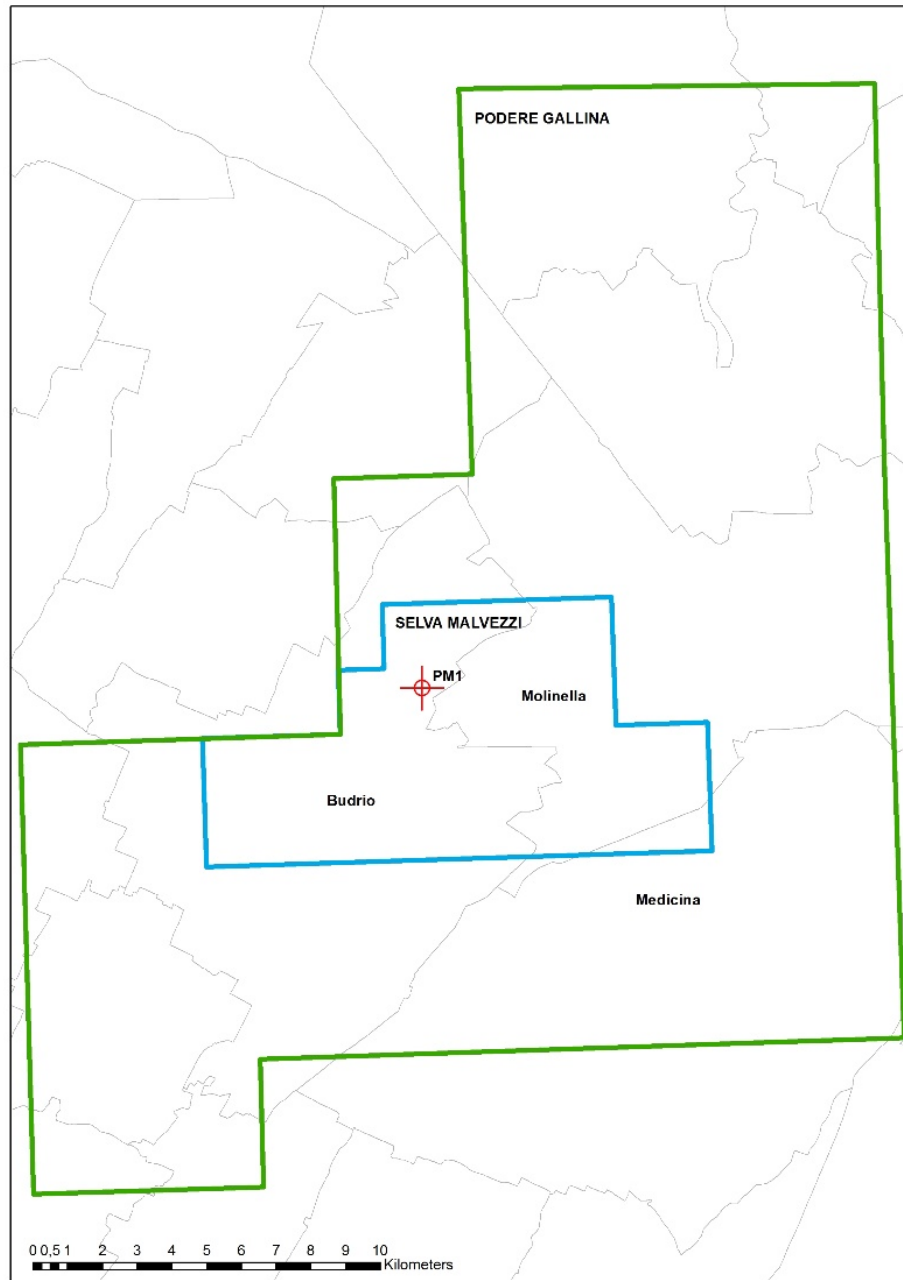 PODERE GALLINA
SELVA MALVEZZI
PM1
Molinella
Budrio
Medicina
0 0,5 1 2 3 4 5 6 7 8 9 10
Kilometers